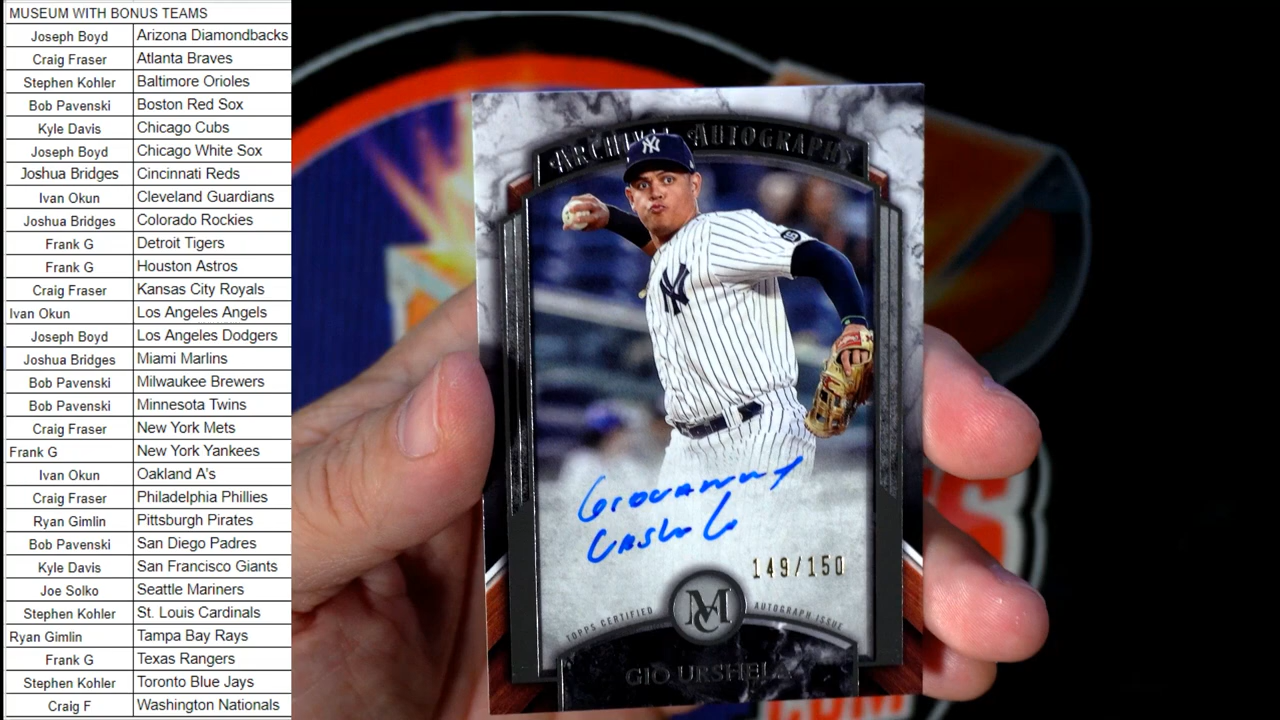 MUSEUM WITH BONUS TEAMS
Joseph Boyd Arizona Diamondbacks
Craig Fraser Atlanta Braves
Stephen Kohler Baltimore Orioles
Bob Pavenski Boston Red Sox
Kyle Davis Chicago Cubs
Joseph Boyd Chicago White Sox
Joshua Bridges Cincinnati Reds
Ivan Okun Cleveland Guardians
Joshua Bridges Colorado Rockies
Frank G Detroit Tigers
Frank G Houston Astros
Craig Fraser Kansas City Royals
Ivan Okun Los Angeles Angels
Joseph Boyd Los Angeles Dodgers
Joshua Bridges Miami Marlins
Bob Pavenski Milwaukee Brewers
Bob Pavenski Minnesota Twins
Craig Fraser New York Mets
Frank G New York Yankees
Ivan Okun Oakland A's
Craig Fraser Philadelphia Phillies
Ryan Gimlin Pittsburgh Pirates
Bob Pavenski San Diego Padres
Kyle Davis San Francisco Giants
Joe Solko Seattle Mariners
Stephen Kohler St. Louis Cardinals
Ryan Gimlin Tampa Bay Rays
Frank G Texas Rangers
Stephen Kohler Toronto Blue Jays
Craig F Washington Nationals
ARCHIVAL AUTOGRAPHS
NY
NY
Giovanny
Urshela
149/150
TOPPS CERTIFIED MC AUTOGRAPH ISSUE
GIO URSHELA
.COM